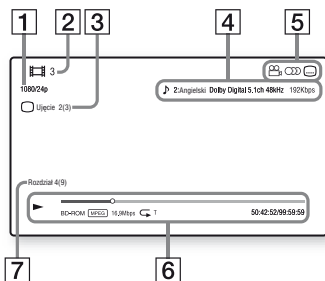 1 2 3 4 5
3
1080/24p
2:Angielski Dolby Digital 5.1ch 48kHz 192Kbps
Ujęcie 2(3)
Rozdział 4(9)
BD-ROM MPEG 16,9Mbps T 50:42:52/99:59:59
7 6